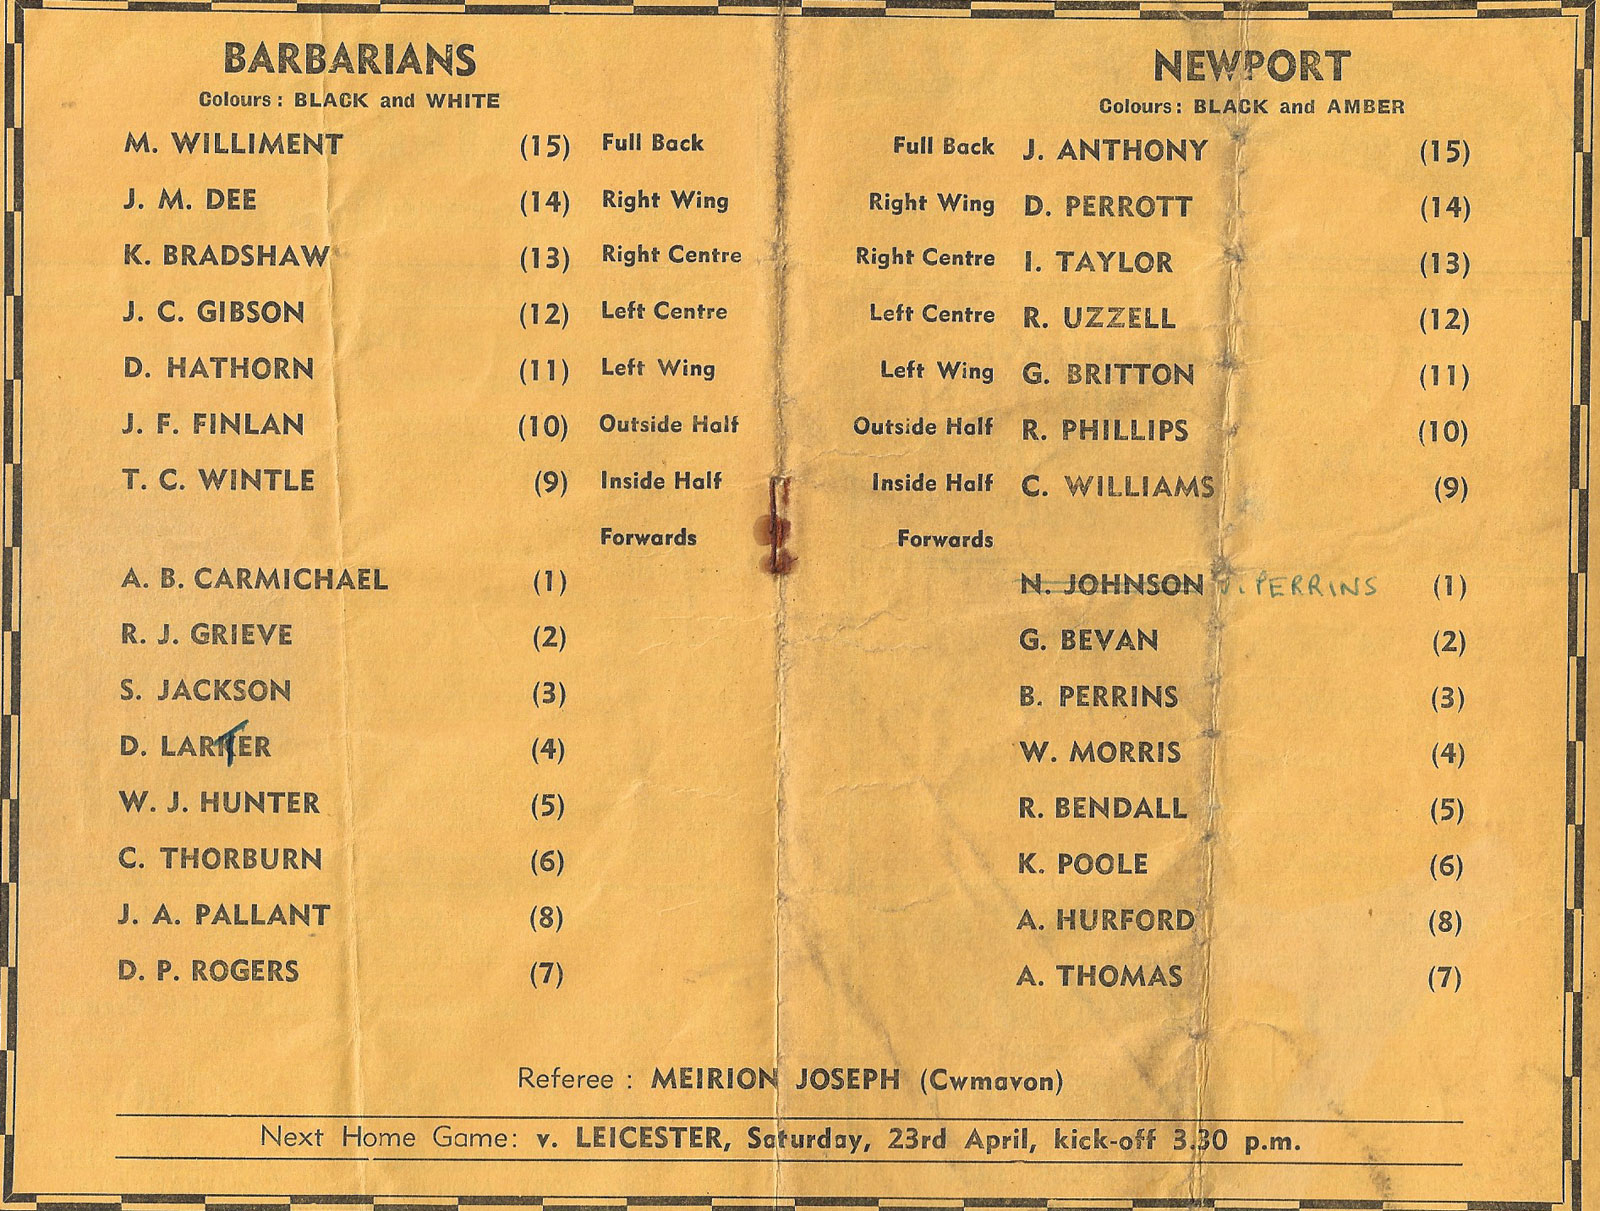 BARBARIANS
Colours: BLACK and WHITE
M. WILLIMENT (15) Full Back
J. M. DEE (14) Right Wing
K. BRADSHAW (13) Right Centre
J. C. GIBSON (12) Left Centre
D. HATHORN (11) Left Wing
J. F. FINLAN (10) Outside Half
T. C. WINTLE (9) Inside Half
Forwards
A. B. CARMICHAEL (1)
R. J. GRIEVE (2)
S. JACKSON (3)
D. LARTER (4)
W. J. HUNTER (5)
C. THORBURN (6)
J. A. PALLANT (8)
D. P. ROGERS (7)
NEWPORT
Colours: BLACK and AMBER
Full Back J. ANTHONY (15)
Right Wing D. PERROTT (14)
Right Centre I. TAYLOR (13)
Left Centre R. UZZELL (12)
Left Wing G. BRITTON (11)
Outside Half R. PHILLIPS (10)
Inside Half C. WILLIAMS (9)
Forwards
N. JOHNSON V. PERRINS (1)
G. BEVAN (2)
B. PERRINS (3)
W. MORRIS (4)
R. BENDALL (5)
K. POOLE (6)
A. HURFORD (8)
A. THOMAS (7)
Referee : MEIRION JOSEPH (Cwmavon)
Next Home Game: v. LEICESTER, Saturday, 23rd April, kick-off 3.30 p.m.